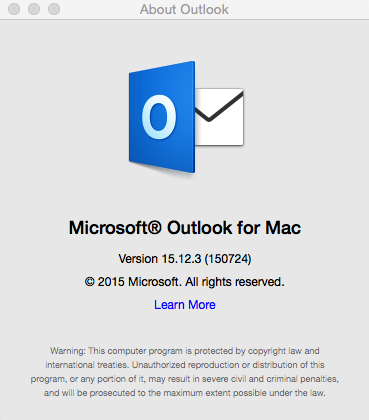 About Outlook
O
Microsoft® Outlook for Mac
Version 15.12.3 (150724)
© 2015 Microsoft. All rights reserved.
Learn More
Warning: This computer program is protected by copyright law and
international treaties. Unauthorized reproduction or distribution of this
program, or any portion of it, may result in severe civil and criminal penalties,
and will be prosecuted to the maximum extent possible under the law.